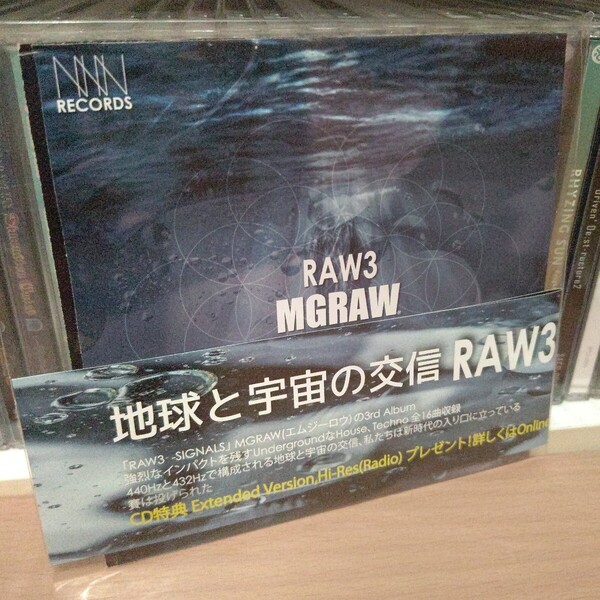 NNN
RECORDS
RAW3
MGRAW
地球と宇宙の交信 RAW3
「RAW3 -SIGNALS」 MGRAW(エムジーロウ)の3rd Album
強烈なインパクトを残すUndergroundなHouse、Techno 全16曲収録
440Hzと432Hzで構成される地球と宇宙の交信、私たちは新時代の入り口に立っている
賽は投げられた
CD特典 Extended Version,Hi-Res(Radio) プレゼント!詳しくはOnline
RHYZING SUN
Driven' De:st-ructure2